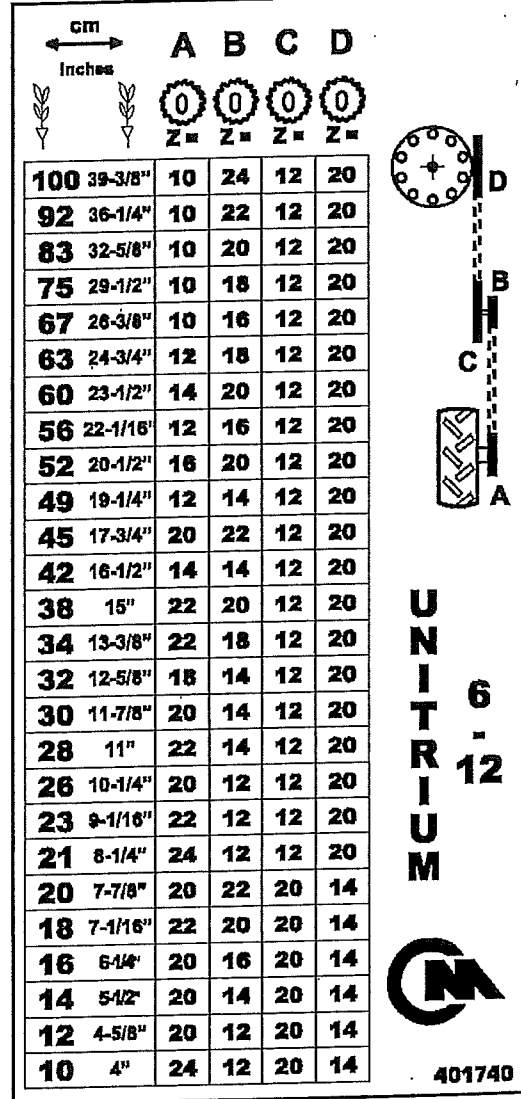 cm
inches
A B C D
Z = Z = Z = Z =
100 39-3/8" 10 24 12 20
92 36-1/4" 10 22 12 20
83 32-5/8" 10 20 12 20
75 29-1/2" 10 18 12 20
67 26-3/8" 10 16 12 20
63 24-3/4" 12 18 12 20
60 23-1/2" 14 20 12 20
56 22-1/16" 12 16 12 20
52 20-1/2" 16 20 12 20
49 19-1/4" 12 14 12 20
45 17-3/4" 20 22 12 20
42 16-1/2" 14 14 12 20
38 15" 22 20 12 20
34 13-3/8" 22 18 12 20
32 12-5/8" 18 14 12 20
30 11-7/8" 20 14 12 20
28 11" 22 14 12 20
26 10-1/4" 20 12 12 20
23 9-1/16" 22 12 12 20
21 8-1/4" 24 12 12 20
20 7-7/8" 20 22 20 14
18 7-1/16" 22 20 20 14
16 6-1/4" 20 16 20 14
14 5-1/2" 20 14 20 14
12 4-5/8" 20 12 20 14
10 4" 24 12 20 14
D
B
C
A
UNITRIUM
6
-
12
401740